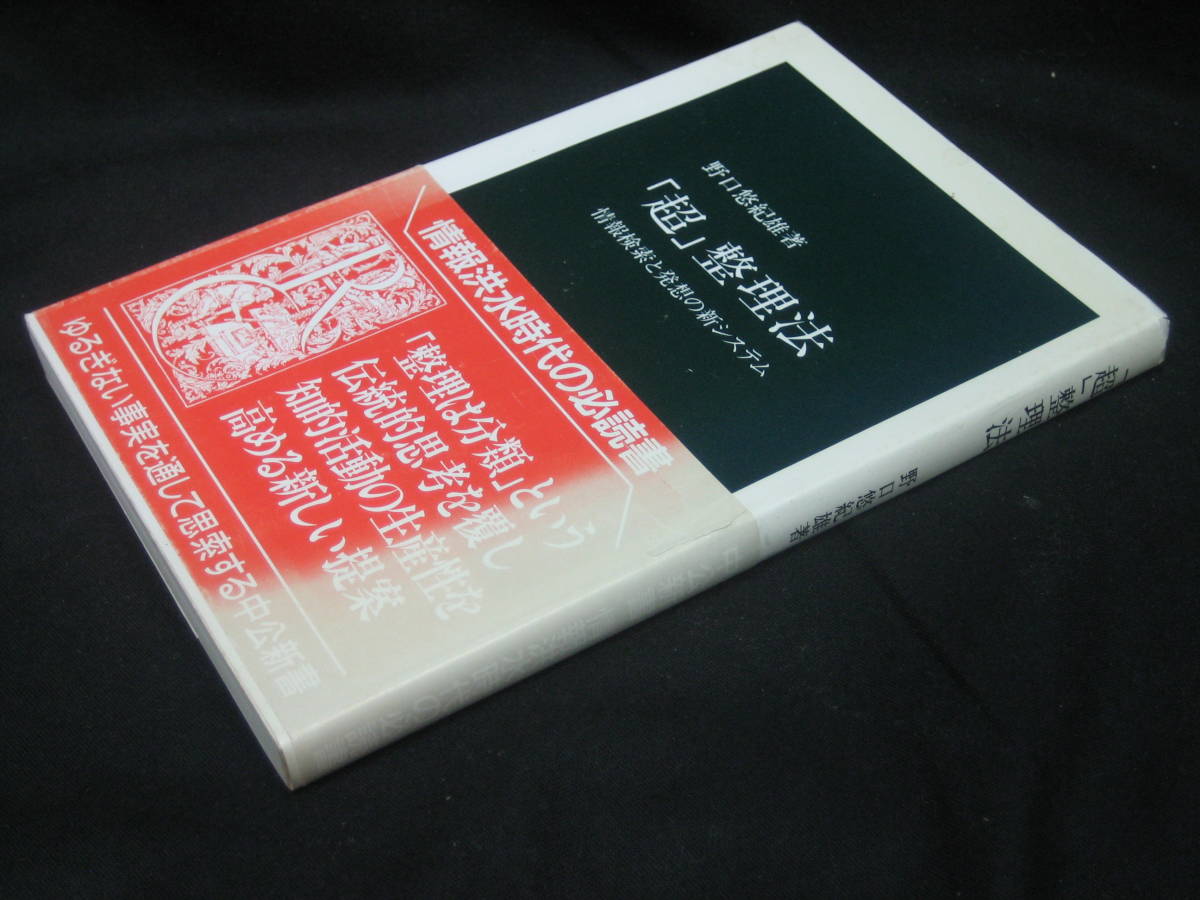 野口悠紀雄著
「超」整理法
情報検索と発想の新システム
情報洪水時代の必読書
「整理は分類」という
伝統的思考を覆し
知的活動の生産性を
高める新しい提案
ゆるぎない事実を通して思索する中公新書
「超」整理法
野口悠紀雄著